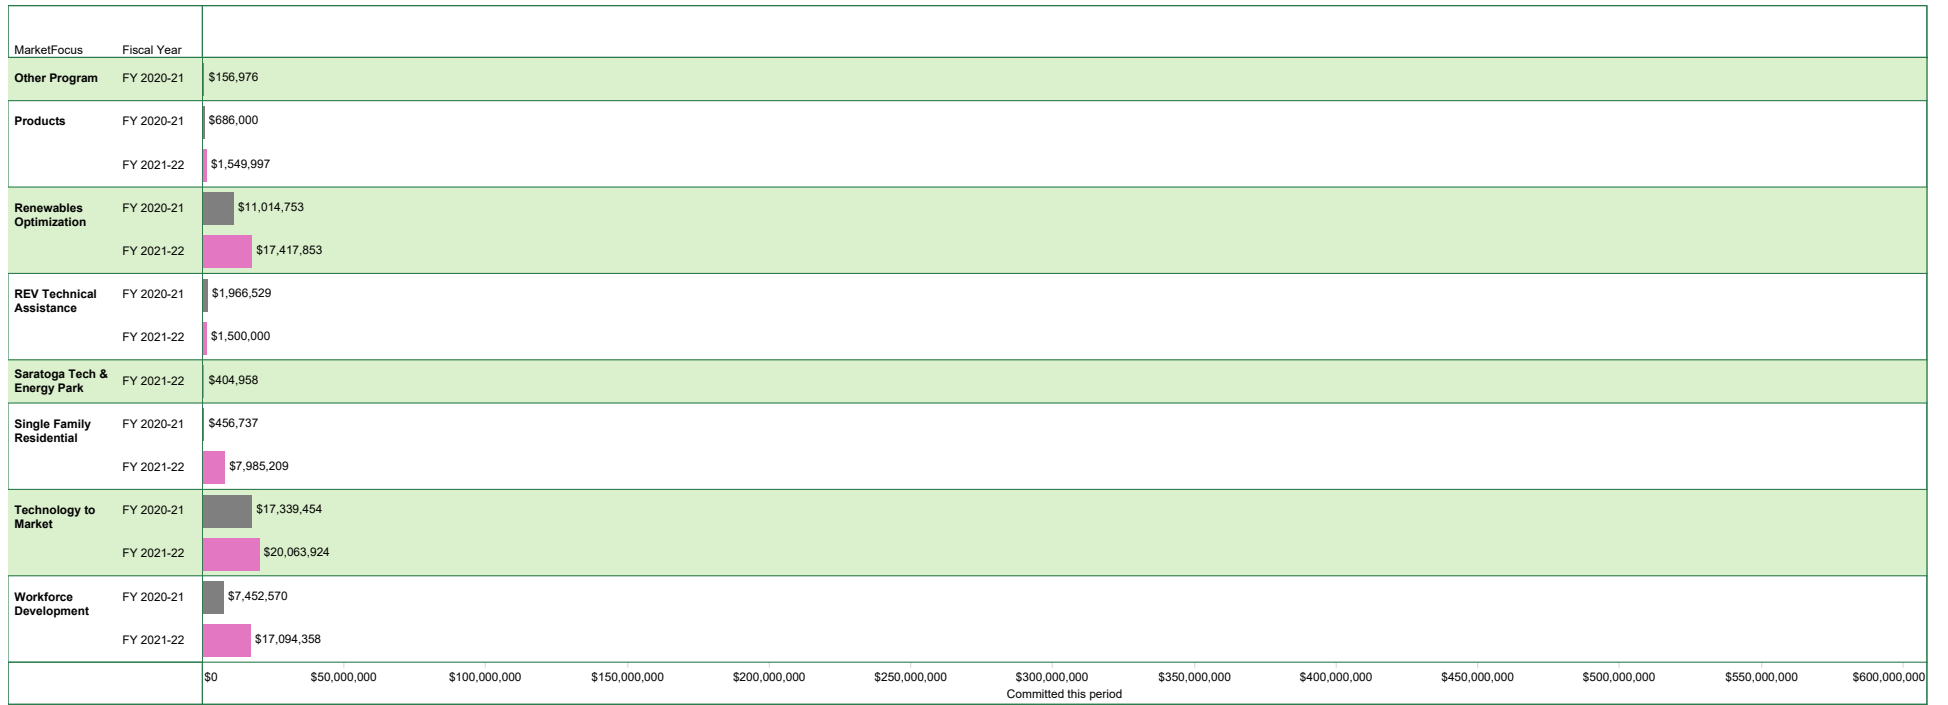 MarketFocus Fiscal Year
Other Program FY 2020-21 $156,976
Products FY 2020-21 $686,000
FY 2021-22 $1,549,997
Renewables FY 2020-21 $11,014,753
Optimization
FY 2021-22 $17,417,853
REV Technical FY 2020-21 $1,966,529
Assistance
FY 2021-22 $1,500,000
Saratoga Tech & FY 2021-22 $404,958
Energy Park
Single Family FY 2020-21 $456,737
Residential
FY 2021-22 $7,985,209
Technology to FY 2020-21 $17,339,454
Market
FY 2021-22 $20,063,924
Workforce FY 2020-21 $7,452,570
Development
FY 2021-22 $17,094,358
$0 $50,000,000 $100,000,000 $150,000,000 $200,000,000 $250,000,000 $300,000,000 $350,000,000 $400,000,000 $450,000,000 $500,000,000 $550,000,000 $600,000,000
Committed this period